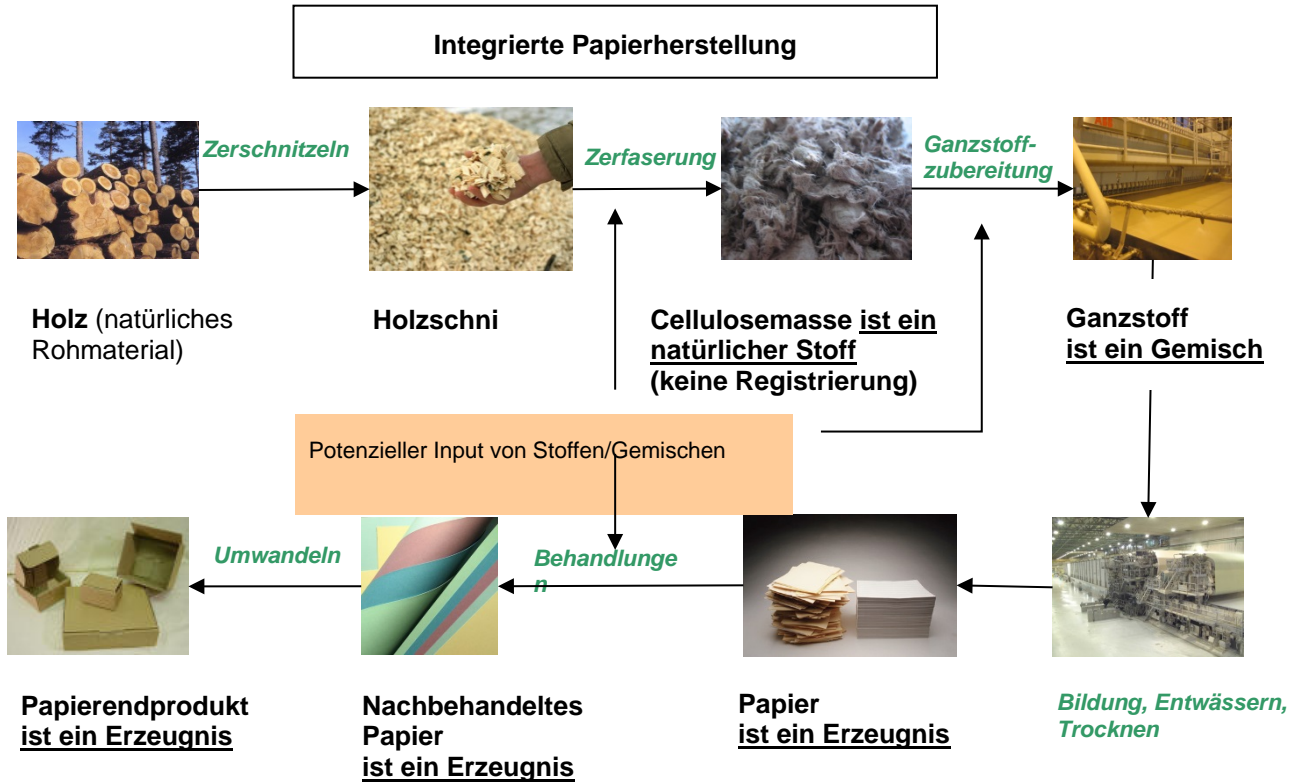 Integrierte Papierherstellung
Zerschnitzeln
Zerfaserung
Ganzstoff-
zubereitung
ABB
Holz (natürliches
Rohmaterial)
Holzschni
Cellulosemasse ist ein
natürlicher Stoff
(keine Registrierung)
Ganzstoff
ist ein Gemisch
Potenzieller Input von Stoffen/Gemischen
Umwandeln
Behandlunge
n
Papierendprodukt
ist ein Erzeugnis
Nachbehandeltes
Papier
ist ein Erzeugnis
Papier
ist ein Erzeugnis
Bildung, Entwässern,
Trocknen